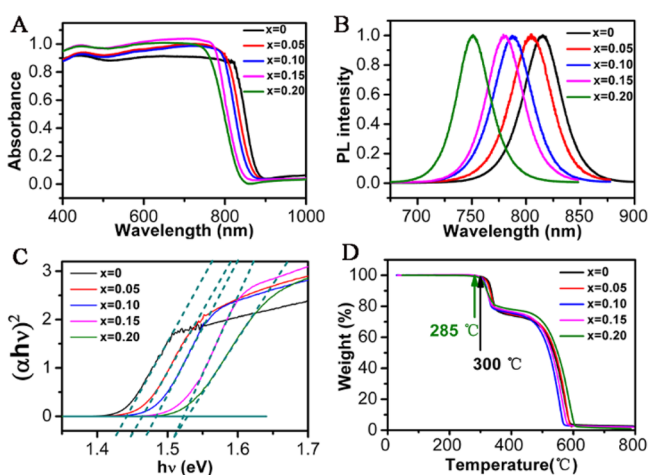 A
Absorbance
1.0
0.8
0.6
0.4
0.2
0.0
x=0
x=0.05
x=0.10
x=0.15
x=0.20
400 500 600 700 800 900 1000
Wavelength (nm)
B
PL intensity
1.0
0.8
0.6
0.4
0.2
0.0
x=0
x=0.05
x=0.10
x=0.15
x=0.20
700 750 800 850 900
Wavelength (nm)
C
(αhν)²
3
2
1
0
x=0
x=0.05
x=0.10
x=0.15
x=0.20
1.4 1.5 1.6 1.7
hν (eV)
D
Weight (%)
100
80
60
40
20
0
x=0
x=0.05
x=0.10
x=0.15
x=0.20
285 ℃
300 ℃
0 200 400 600 800
Temperature(℃)